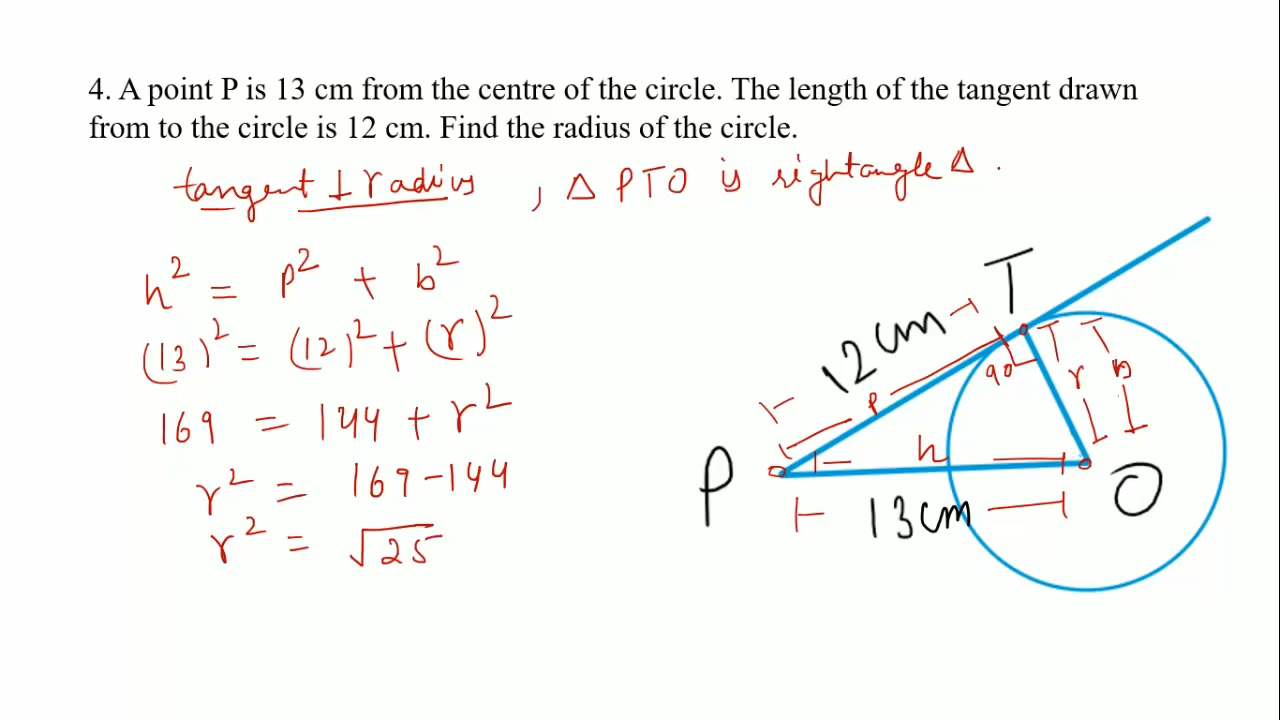 4. A point P is 13 cm from the centre of the circle. The length of the tangent drawn
from to the circle is 12 cm. Find the radius of the circle.
tangent ⊥ radius , Δ PTO is rightangle Δ .
h² = p² + b²
(13)² = (12)² + (r)²
169 = 144 + r²
r² = 169-144
r² = √25
T
12 cm
90
r
b
p
h
P
13cm
O